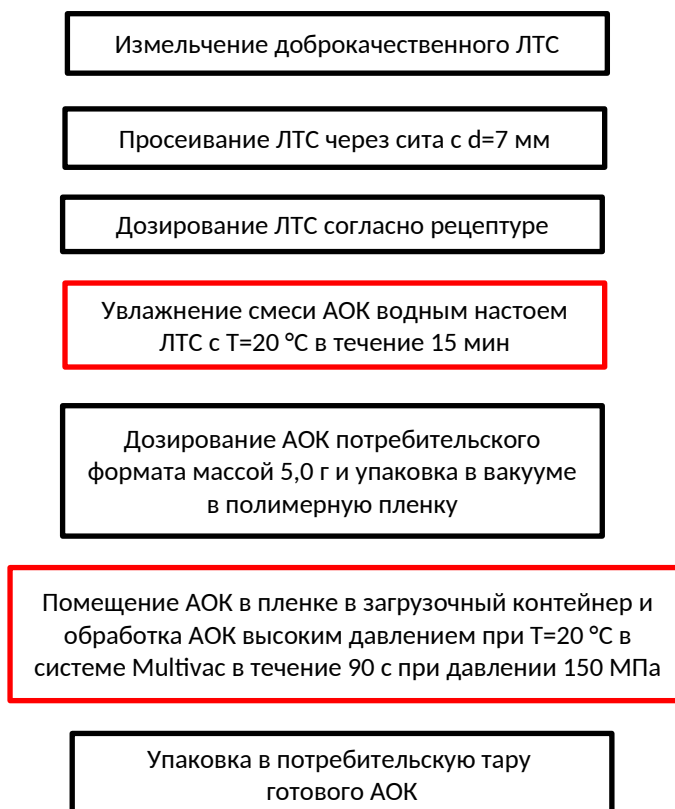 Измельчение доброкачественного ЛТС
Просеивание ЛТС через сита с d=7 мм
Дозирование ЛТС согласно рецептуре
Увлажнение смеси АОК водным настоем
ЛТС с T=20 °C в течение 15 мин
Дозирование АОК потребительского
формата массой 5,0 г и упаковка в вакууме
в полимерную пленку
Помещение АОК в пленке в загрузочный контейнер и
обработка АОК высоким давлением при T=20 °C в
системе Multivac в течение 90 с при давлении 150 МПа
Упаковка в потребительскую тару
готового АОК